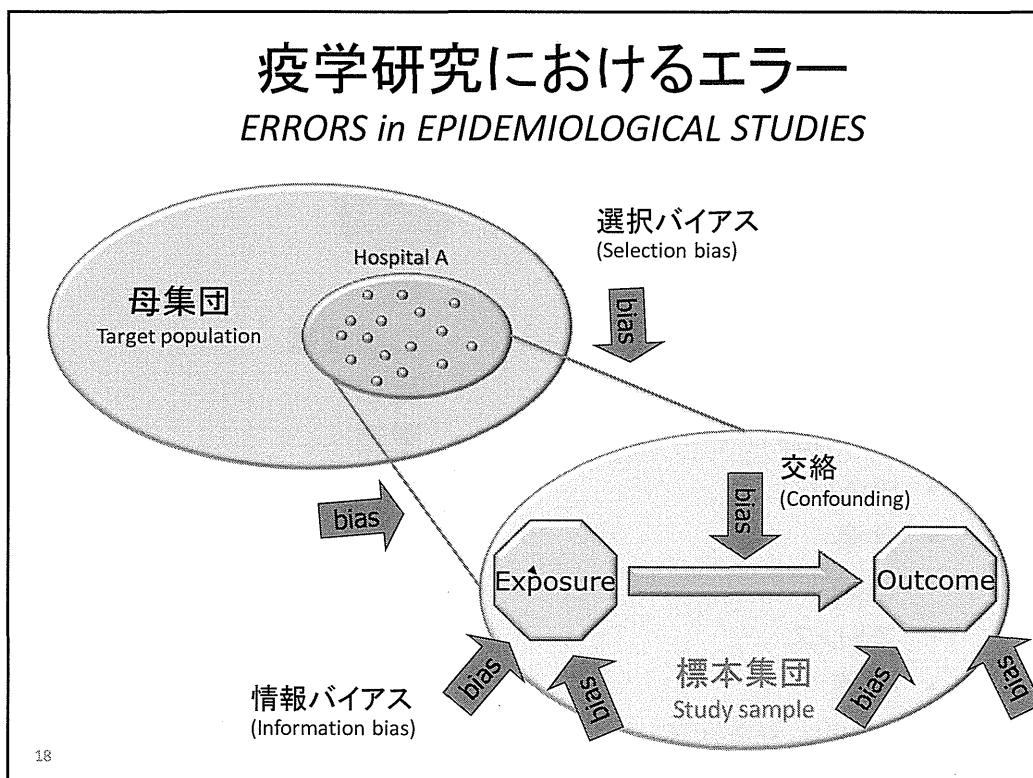 疫学研究におけるエラー
ERRORS in EPIDEMIOLOGICAL STUDIES
選択バイアス
(Selection bias)
Hospital A
母集団
Target population
bias
交絡
(Confounding)
bias
bias
Exposure
Outcome
標本集団
Study sample
bias
bias
bias
bias
情報バイアス
(Information bias)
18